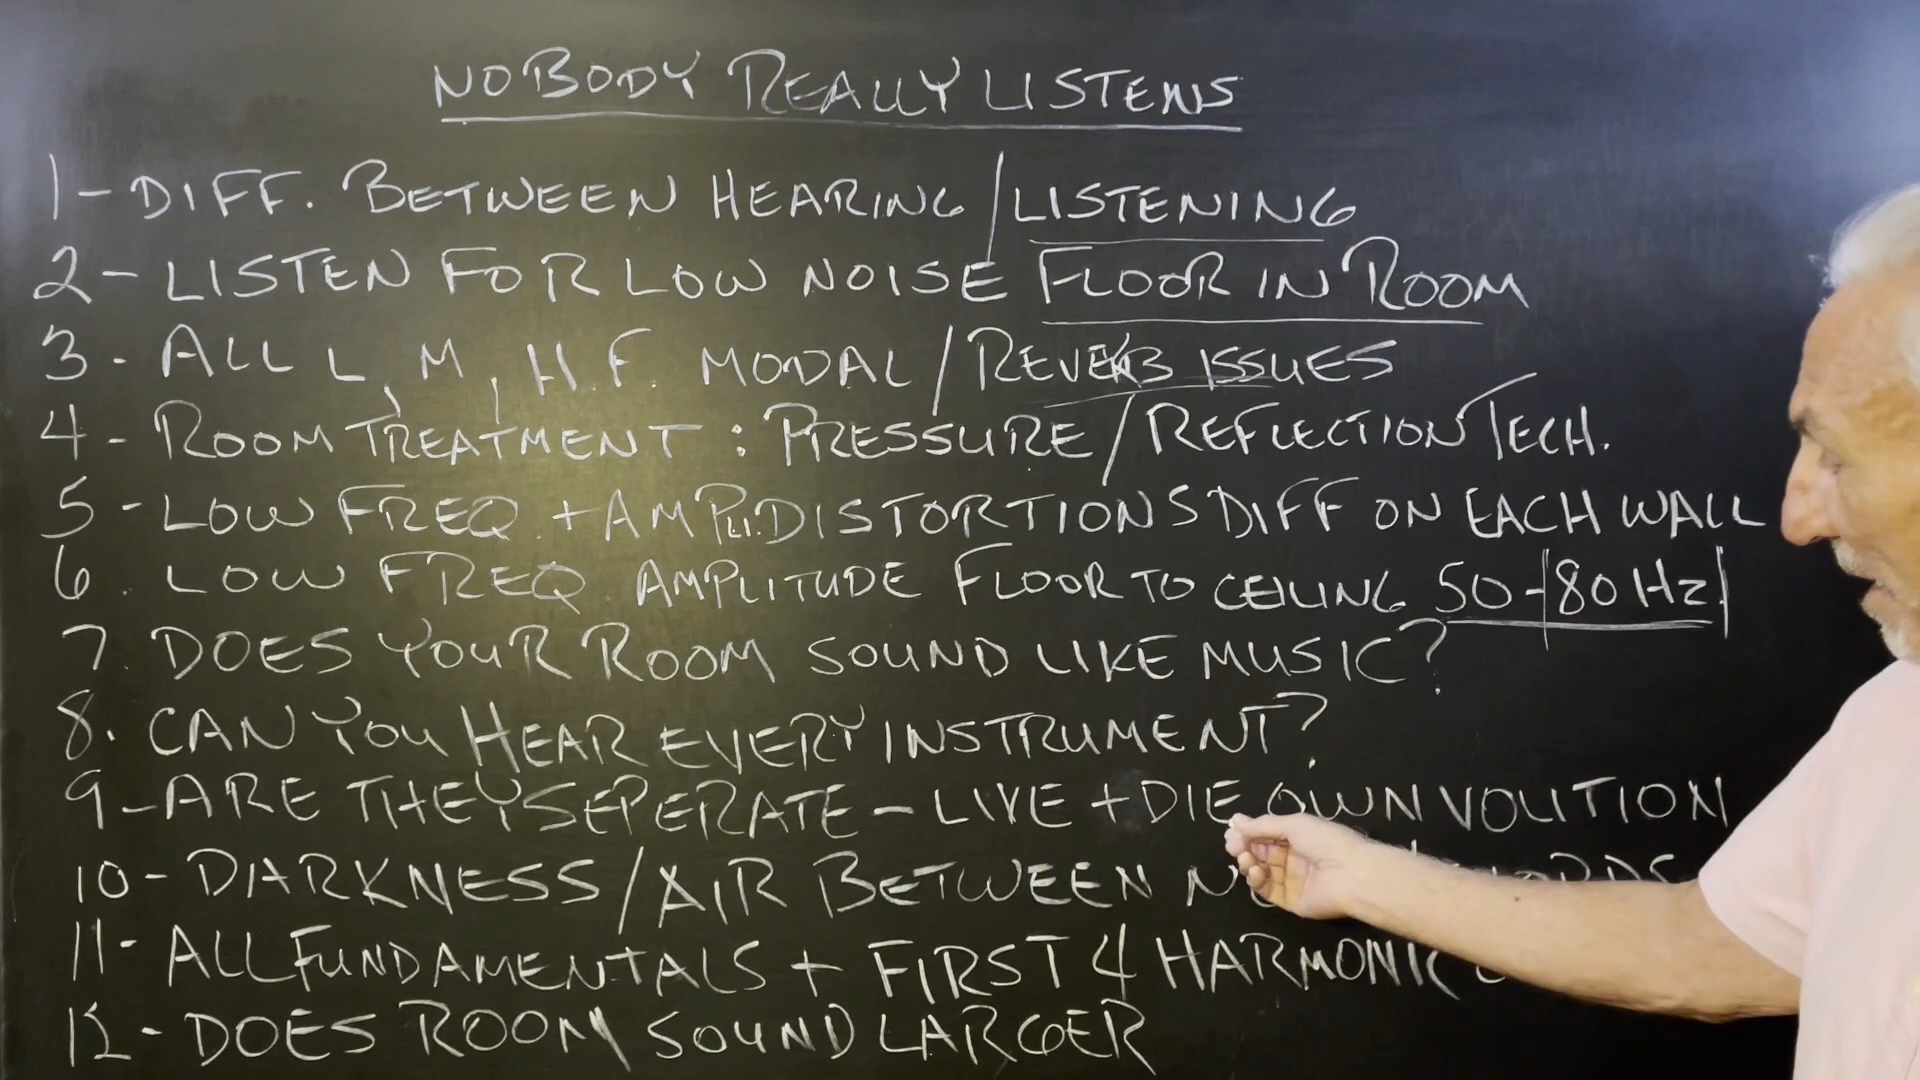 NOBODY REALLY LISTENS
1 - DIFF. BETWEEN HEARING/LISTENING
2 - LISTEN FOR LOW NOISE FLOOR IN ROOM
3 - ALL L, M, H.F. MODAL/REVERB ISSUES
4 - ROOM TREATMENT : PRESSURE/REFLECTION TECH.
5 - LOW FREQ + AMPLI. DISTORTIONS DIFF ON EACH WALL
6. LOW FREQ AMPLITUDE FLOOR TO CEILING 50-80 Hz
7. DOES YOUR ROOM SOUND LIKE MUSIC?
8. CAN YOU HEAR EVERY INSTRUMENT?
9 - ARE THEY SEPERATE - LIVE + DIE OWN VOLITION
10 - DARKNESS/AIR BETWEEN
11 - ALL FUNDAMENTALS + FIRST 4 HARMONIC
12 - DOES ROOM SOUND LARGER